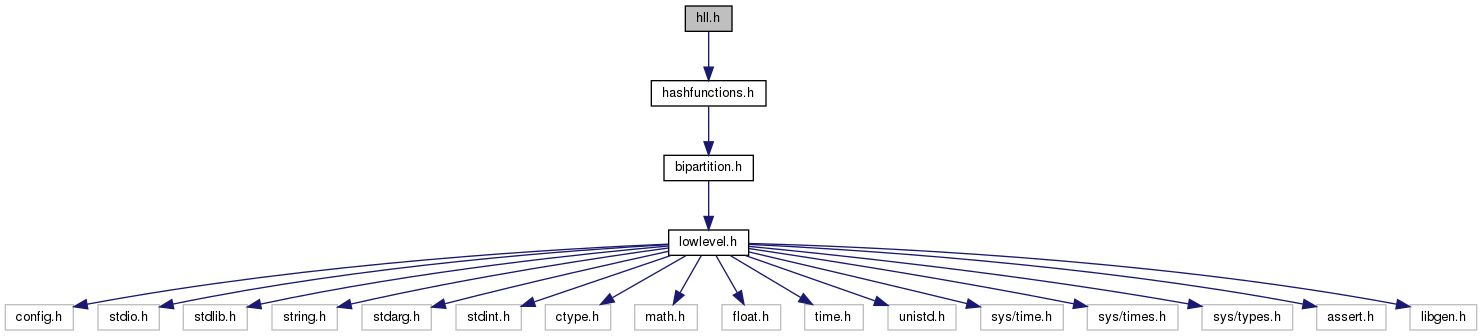 hll.h
hashfunctions.h
bipartition.h
lowlevel.h
config.h stdio.h stdlib.h string.h stdarg.h stdint.h ctype.h math.h float.h time.h unistd.h sys/time.h sys/times.h sys/types.h assert.h libgen.h